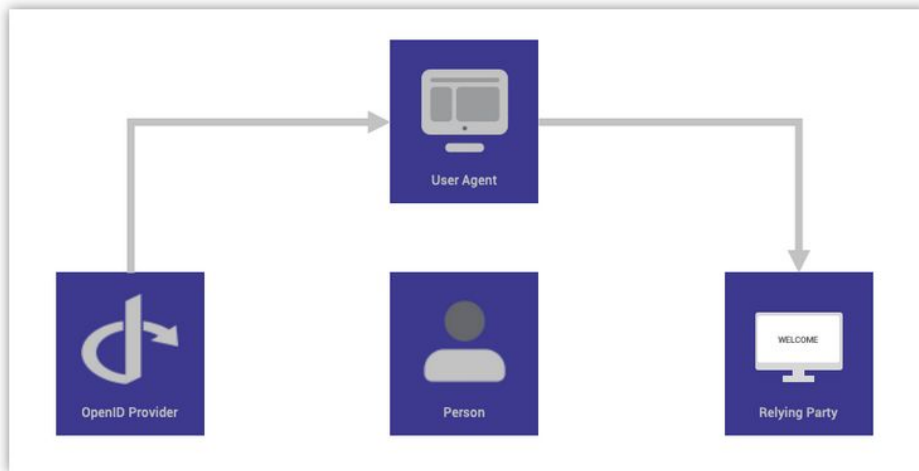 User Agent
OpenID Provider
Person
WELCOME
Relying Party